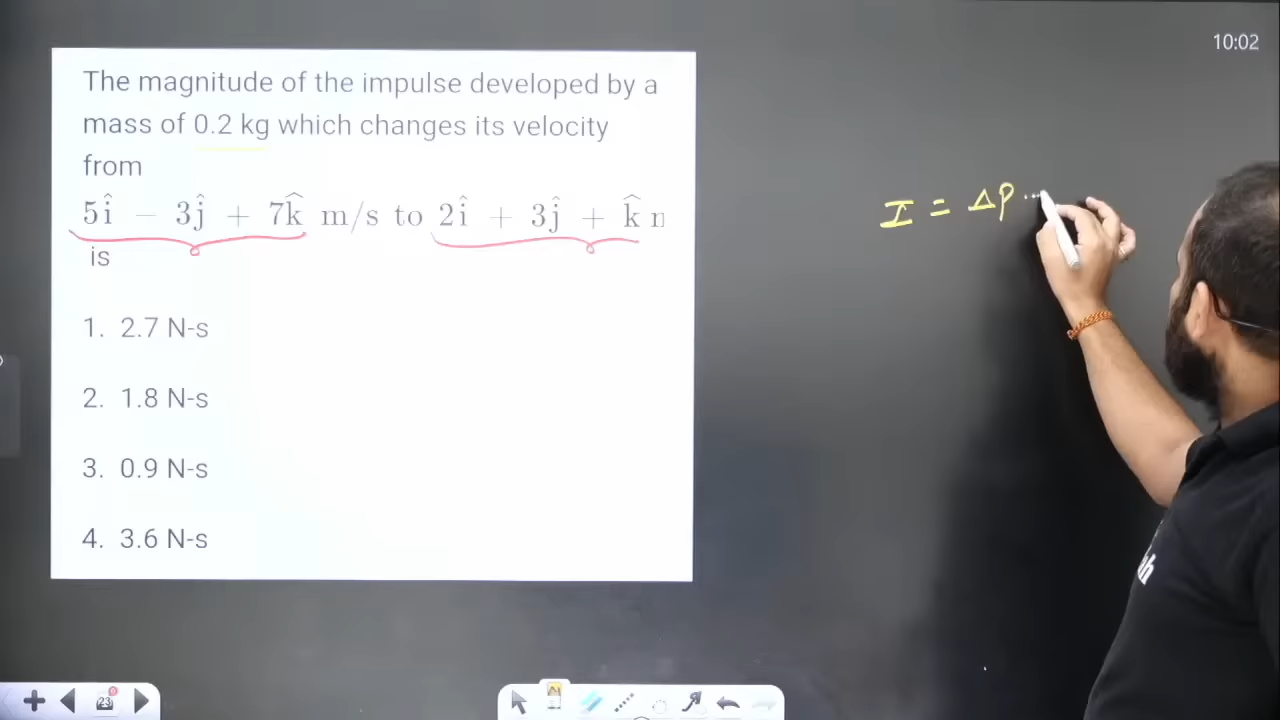 10:02
The magnitude of the impulse developed by a
mass of 0.2 kg which changes its velocity
from
5î − 3ĵ + 7k̂ m/s to 2î + 3ĵ + k̂ m
is
1. 2.7 N-s
2. 1.8 N-s
3. 0.9 N-s
4. 3.6 N-s
I = ΔP
23